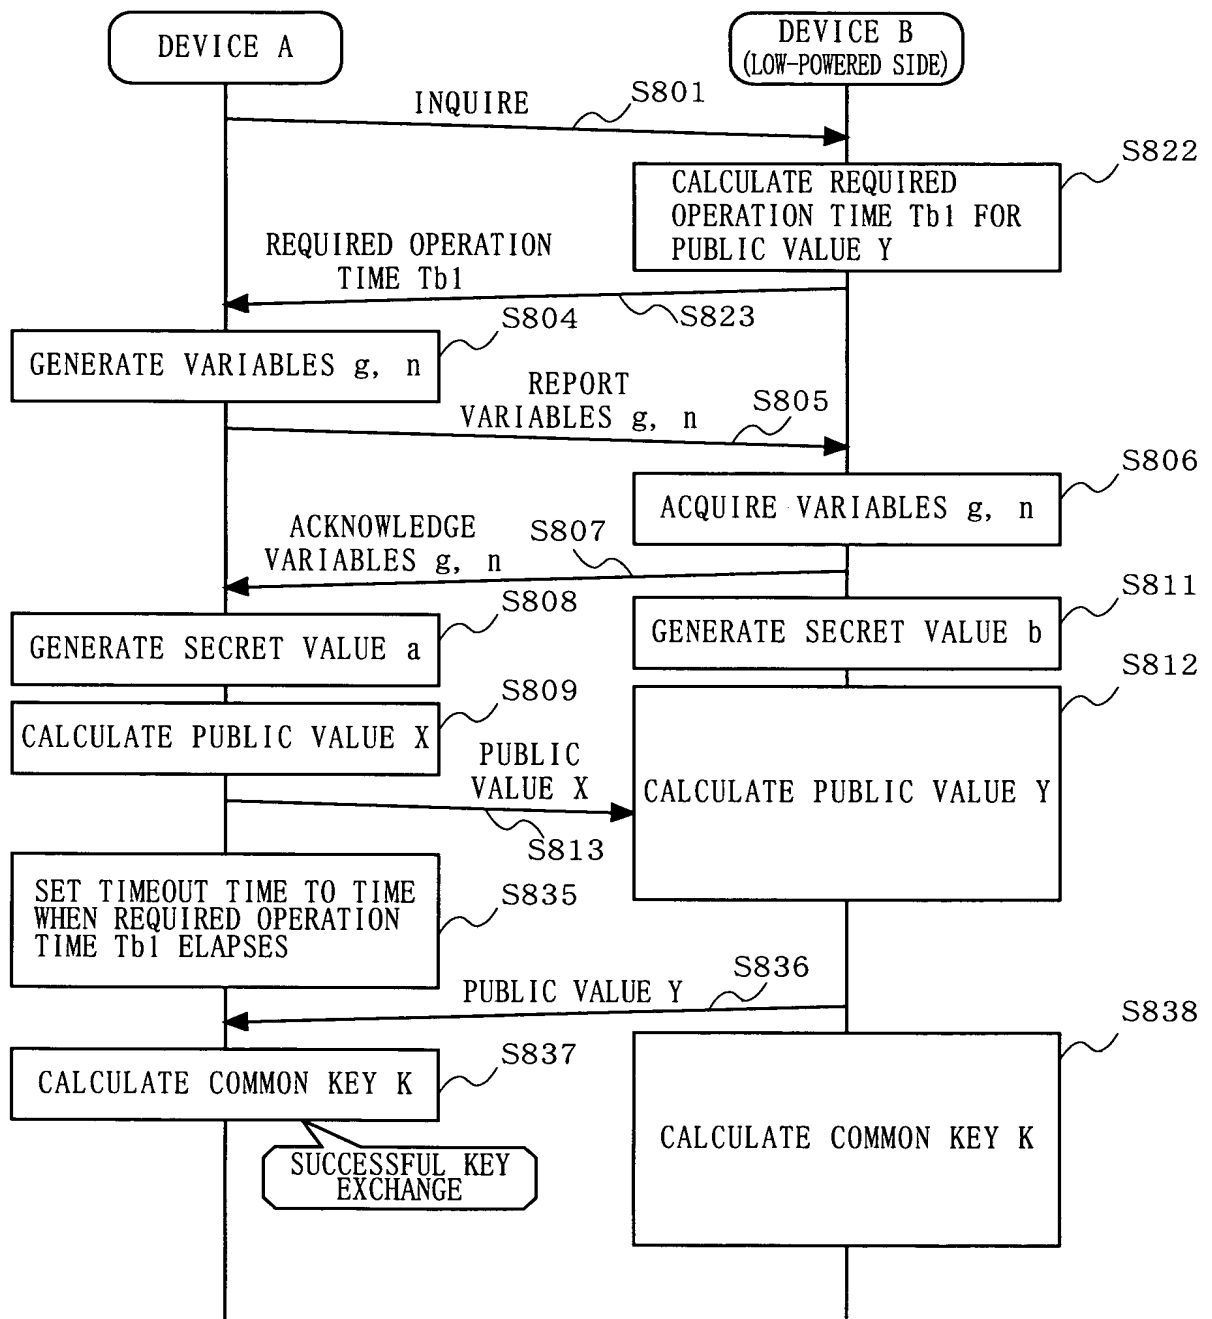 DEVICE A
DEVICE B
(LOW-POWERED SIDE)
INQUIRE
S801
S822
CALCULATE REQUIRED
OPERATION TIME Tb1 FOR
PUBLIC VALUE Y
REQUIRED OPERATION
TIME Tb1
S823
S804
GENERATE VARIABLES g, n
REPORT
VARIABLES g, n
S805
S806
ACQUIRE VARIABLES g, n
ACKNOWLEDGE
VARIABLES g, n
S807
S808
GENERATE SECRET VALUE a
S811
GENERATE SECRET VALUE b
S809
CALCULATE PUBLIC VALUE X
S812
CALCULATE PUBLIC VALUE Y
PUBLIC
VALUE X
S813
SET TIMEOUT TIME TO TIME
WHEN REQUIRED OPERATION
TIME Tb1 ELAPSES
S835
PUBLIC VALUE Y
S836
S837
CALCULATE COMMON KEY K
S838
CALCULATE COMMON KEY K
SUCCESSFUL KEY
EXCHANGE